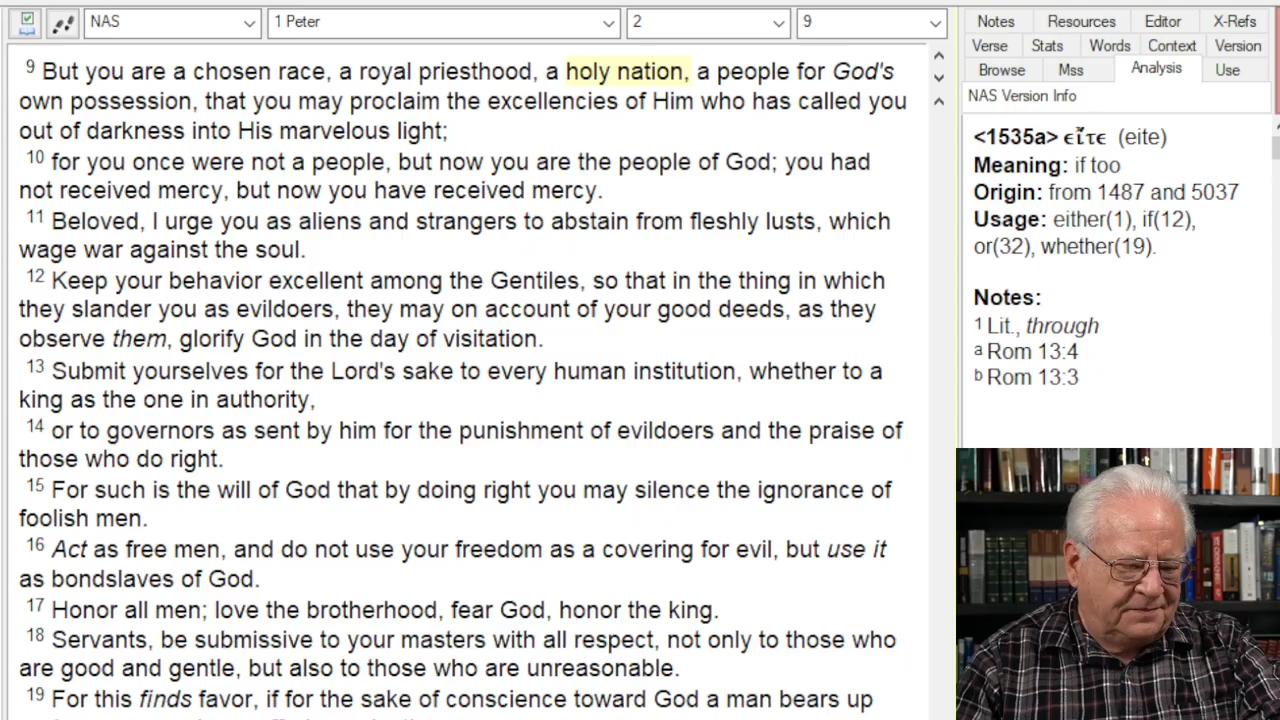 NAS 1 Peter 2 9
9 But you are a chosen race, a royal priesthood, a holy nation, a people for God's
own possession, that you may proclaim the excellencies of Him who has called you
out of darkness into His marvelous light;
10 for you once were not a people, but now you are the people of God; you had
not received mercy, but now you have received mercy.
11 Beloved, I urge you as aliens and strangers to abstain from fleshly lusts, which
wage war against the soul.
12 Keep your behavior excellent among the Gentiles, so that in the thing in which
they slander you as evildoers, they may on account of your good deeds, as they
observe them, glorify God in the day of visitation.
13 Submit yourselves for the Lord's sake to every human institution, whether to a
king as the one in authority,
14 or to governors as sent by him for the punishment of evildoers and the praise of
those who do right.
15 For such is the will of God that by doing right you may silence the ignorance of
foolish men.
16 Act as free men, and do not use your freedom as a covering for evil, but use it
as bondslaves of God.
17 Honor all men; love the brotherhood, fear God, honor the king.
18 Servants, be submissive to your masters with all respect, not only to those who
are good and gentle, but also to those who are unreasonable.
19 For this finds favor, if for the sake of conscience toward God a man bears up
Notes Resources Editor X-Refs
Verse Stats Words Context Version
Browse Mss Analysis Use
NAS Version Info
<1535a> εἴτε (eite)
Meaning: if too
Origin: from 1487 and 5037
Usage: either(1), if(12),
or(32), whether(19).
Notes:
1 Lit., through
a Rom 13:4
b Rom 13:3